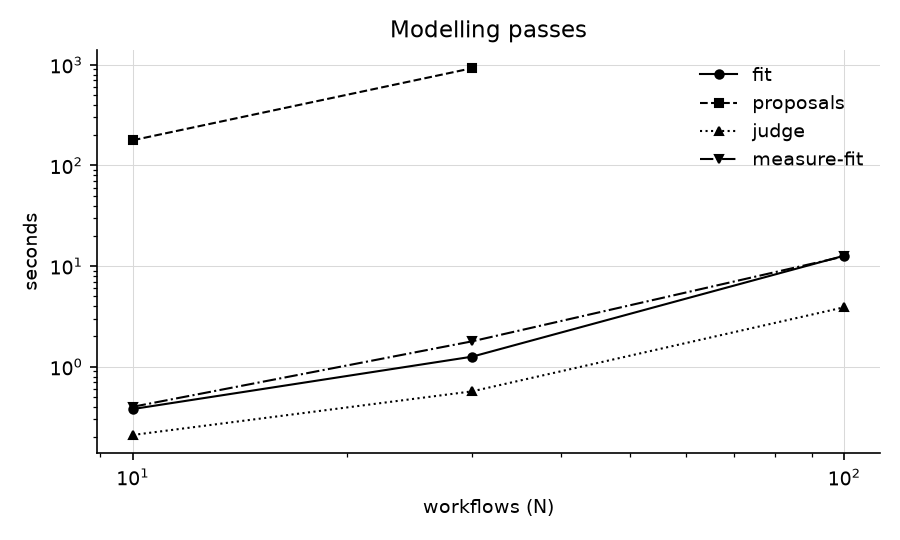 Modelling passes
10³
10²
10¹
10⁰
seconds
fit
proposals
judge
measure-fit
10¹
10²
workflows (N)